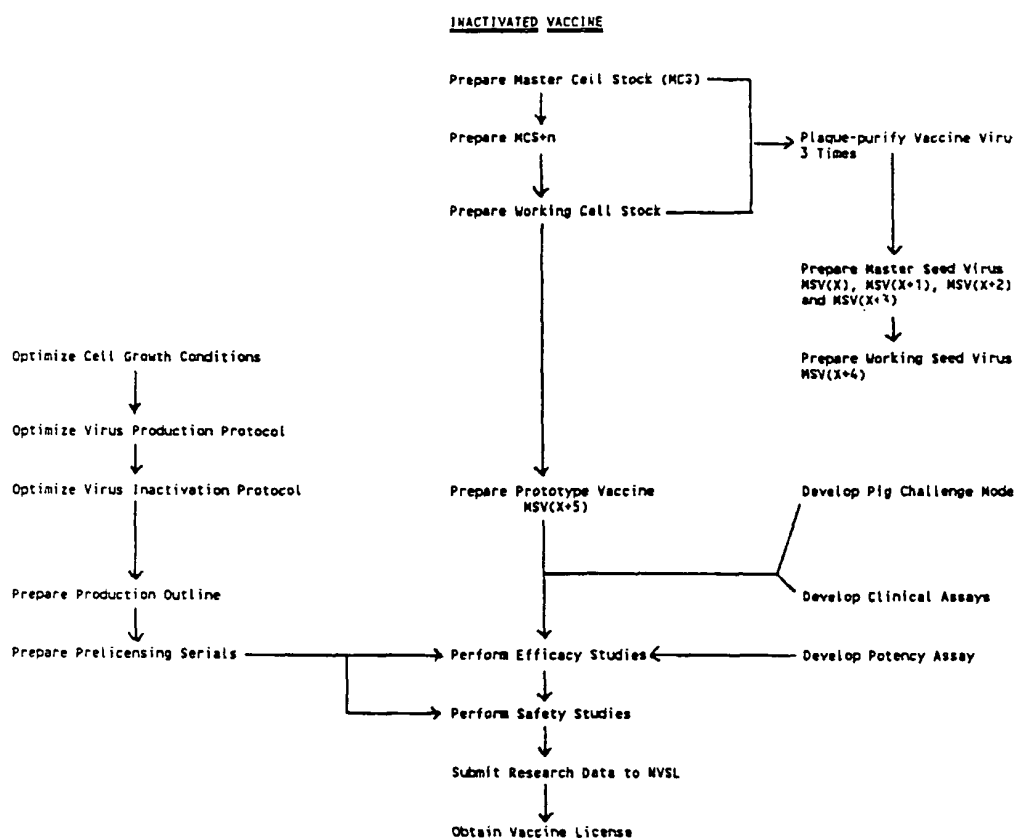 INACTIVATED VACCINE
Prepare Master Cell Stock (MCS)
Prepare MCS+n
Plaque-purify Vaccine Viru
3 Times
Prepare Working Cell Stock
Prepare Master Seed Virus
MSV(X), MSV(X+1), MSV(X+2)
and MSV(X+3)
Optimize Cell Growth Conditions
Prepare Working Seed Virus
MSV(X+4)
Optimize Virus Production Protocol
Optimize Virus Inactivation Protocol
Prepare Prototype Vaccine
MSV(X+5)
Develop Pig Challenge Mode
Prepare Production Outline
Develop Clinical Assays
Prepare Prelicensing Serials
Perform Efficacy Studies
Develop Potency Assay
Perform Safety Studies
Submit Research Data to NVSL
Obtain Vaccine License